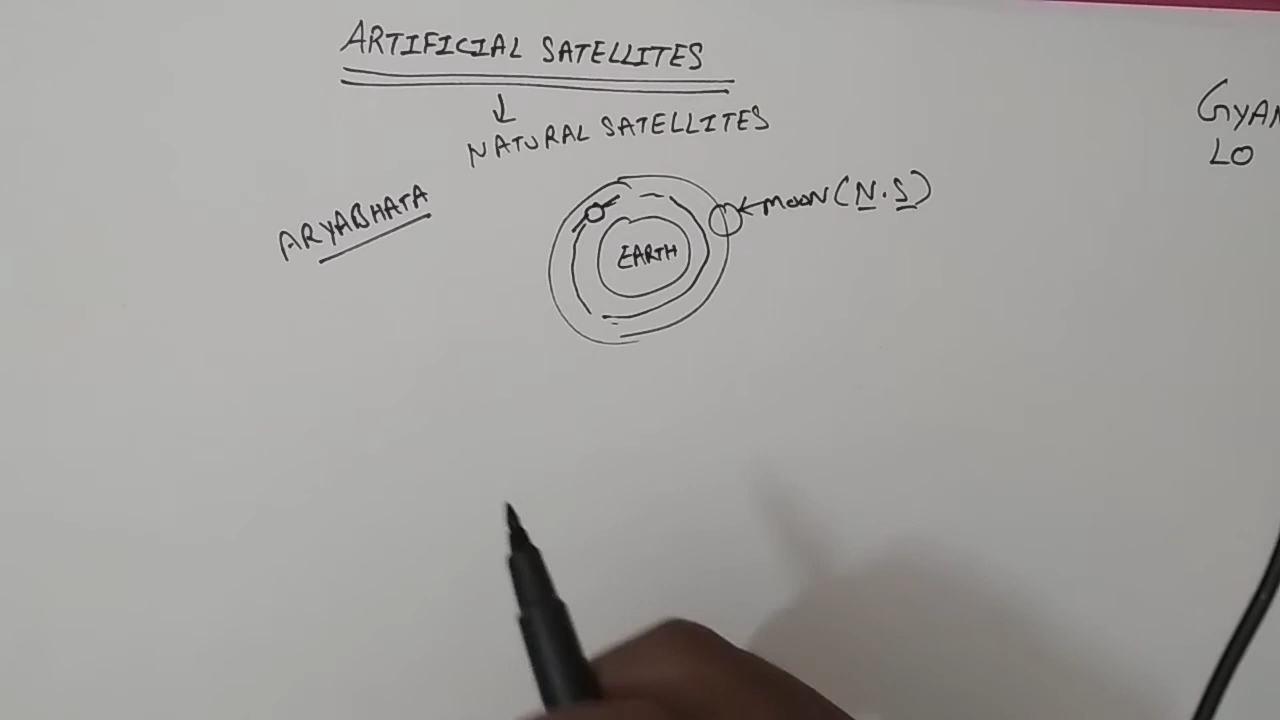 ARTIFICIAL SATELLITES
NATURAL SATELLITES
GYAN
LO
ARYABHATA
MOON (N.S)
EARTH